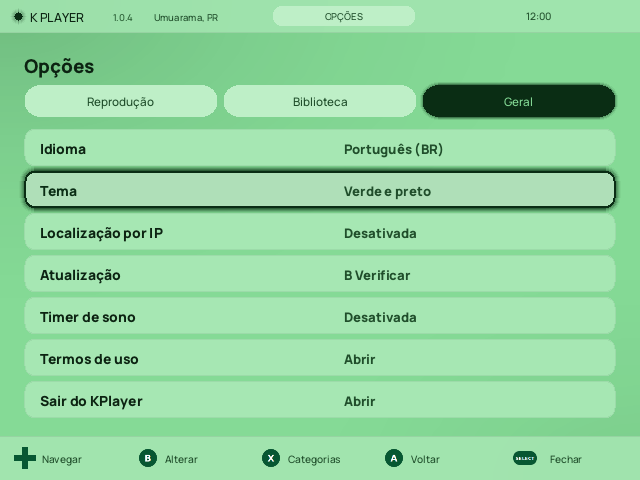 K PLAYER 1.0.4 Umuarama, PR OPÇÕES 12:00
Opções
Reprodução Biblioteca Geral
Idioma Português (BR)
Tema Verde e preto
Localização por IP Desativada
Atualização B Verificar
Timer de sono Desativada
Termos de uso Abrir
Sair do KPlayer Abrir
Navegar B Alterar X Categorias A Voltar SELECT Fechar